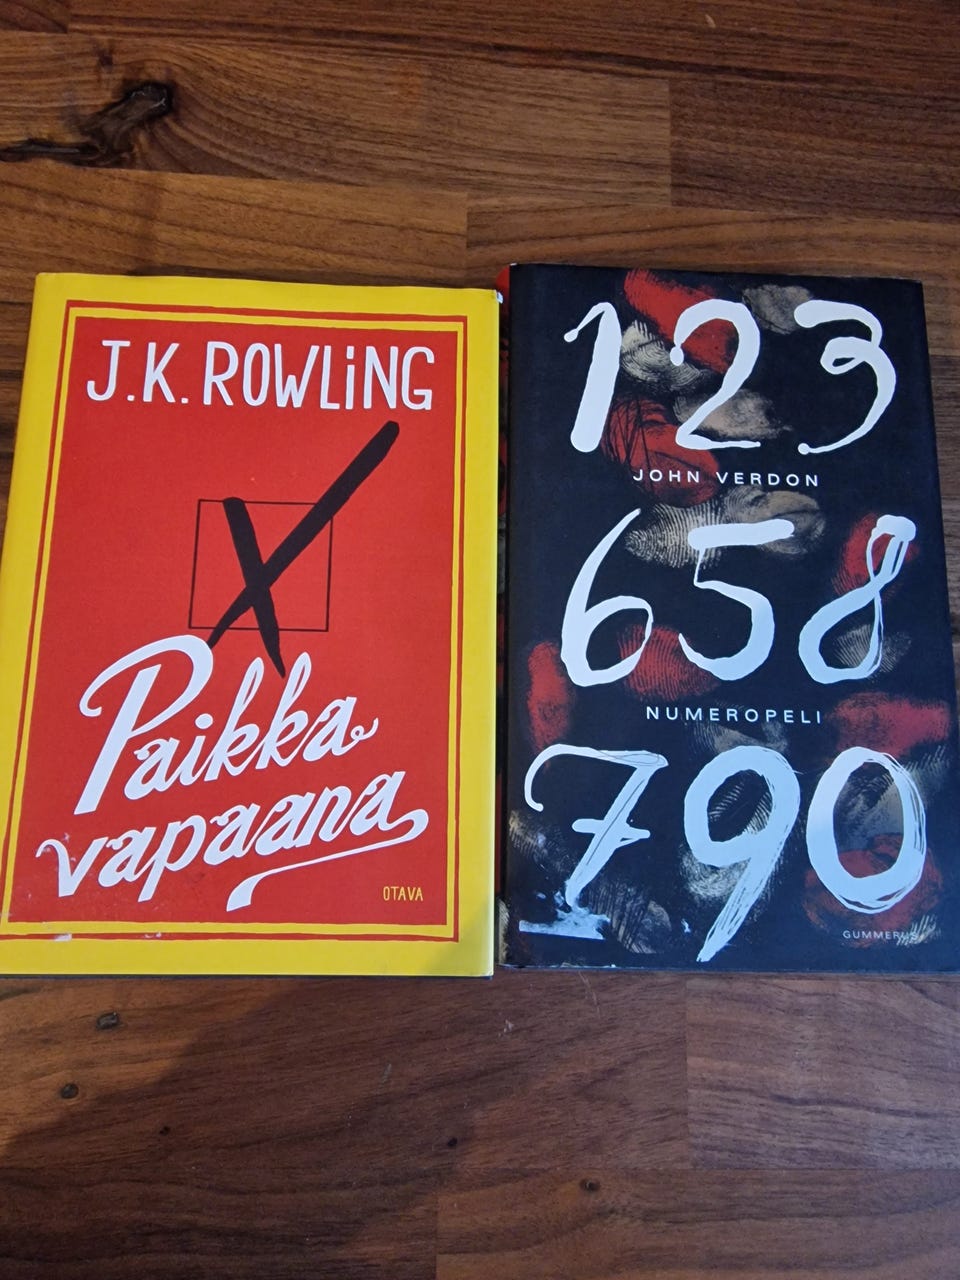 J.K. ROWLING
Paikka
vapaana
OTAVA
123
JOHN VERDON
658
NUMEROPELI
790
GUMMERUS